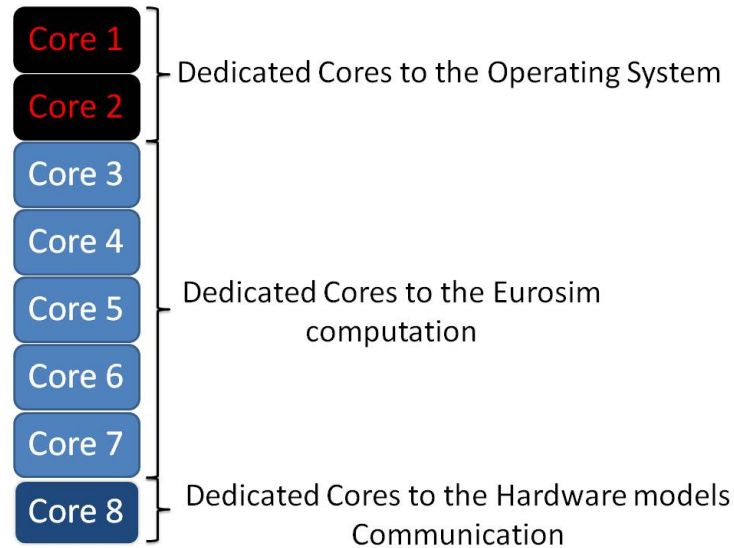 Core 1
Core 2
Dedicated Cores to the Operating System
Core 3
Core 4
Core 5
Core 6
Core 7
Dedicated Cores to the Eurosim
computation
Core 8
Dedicated Cores to the Hardware models
Communication